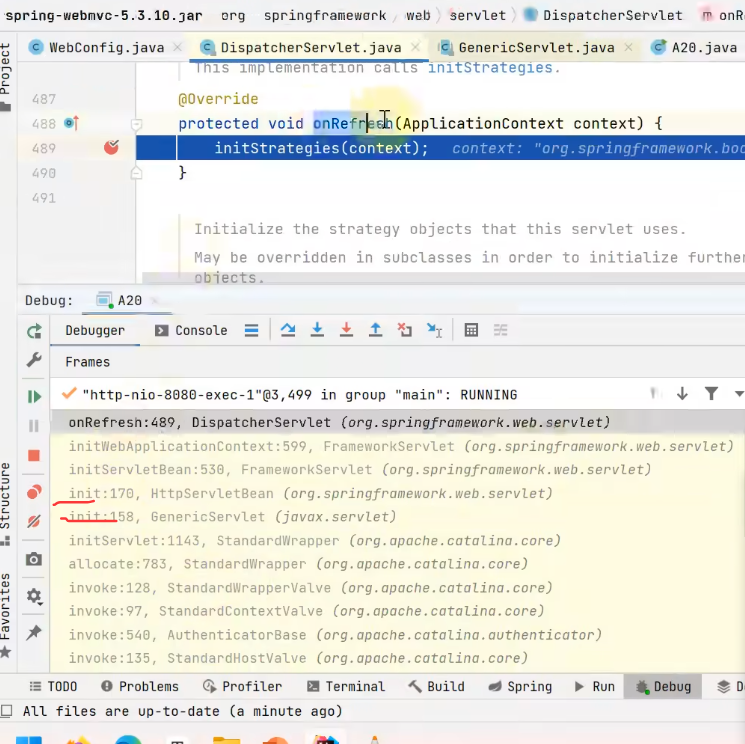 spring-webmvc-5.3.10.jar org springframework web servlet DispatcherServlet m onR
Project
WebConfig.java DispatcherServlet.java GenericServlet.java A20.java
This implementation calls initStrategies.
487 @Override
488 protected void onRefresh(ApplicationContext context) {
489 initStrategies(context); context: "org.springframework.boo
490 }
491
Initialize the strategy objects that this servlet uses.
May be overridden in subclasses in order to initialize further
objects.
Debug: A20
Debugger Console
Frames
"http-nio-8080-exec-1"@3,499 in group "main": RUNNING
onRefresh:489, DispatcherServlet (org.springframework.web.servlet)
initWebApplicationContext:599, FrameworkServlet (org.springframework.web.servlet)
initServletBean:530, FrameworkServlet (org.springframework.web.servlet)
init:170, HttpServletBean (org.springframework.web.servlet)
init:158, GenericServlet (javax.servlet)
initServlet:1143, StandardWrapper (org.apache.catalina.core)
allocate:783, StandardWrapper (org.apache.catalina.core)
invoke:128, StandardWrapperValve (org.apache.catalina.core)
invoke:97, StandardContextValve (org.apache.catalina.core)
invoke:540, AuthenticatorBase (org.apache.catalina.authenticator)
invoke:135, StandardHostValve (org.apache.catalina.core)
Structure
Favorites
TODO Problems Profiler Terminal Build Spring Run Debug D
All files are up-to-date (a minute ago)